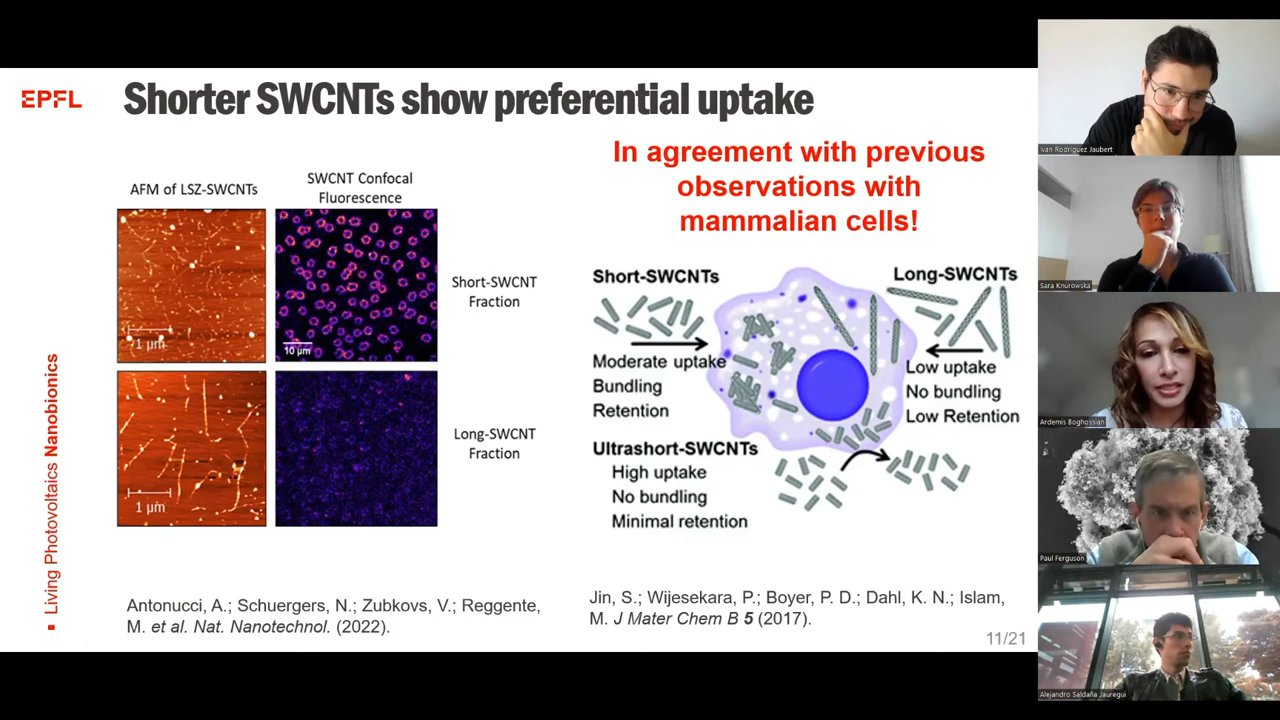 EPFL
Shorter SWCNTs show preferential uptake
In agreement with previous
observations with
mammalian cells!
AFM of LSZ-SWCNTs
SWCNT Confocal
Fluorescence
1 µm
10 µm
Short-SWCNT
Fraction
1 µm
Long-SWCNT
Fraction
Short-SWCNTs
Moderate uptake
Bundling
Retention
Long-SWCNTs
Low uptake
No bundling
Low Retention
Ultrashort-SWCNTs
High uptake
No bundling
Minimal retention
Living Photovoltaics Nanobionics
Antonucci, A.; Schuergers, N.; Zubkovs, V.; Reggente,
M. et al. Nat. Nanotechnol. (2022).
Jin, S.; Wijesekara, P.; Boyer, P. D.; Dahl, K. N.; Islam,
M. J Mater Chem B 5 (2017).
11/21
Iván Rodríguez Jaubert
Sara Knurowska
Ardemis Boghossian
Paul Ferguson
Alejandro Saldaña Jauregui